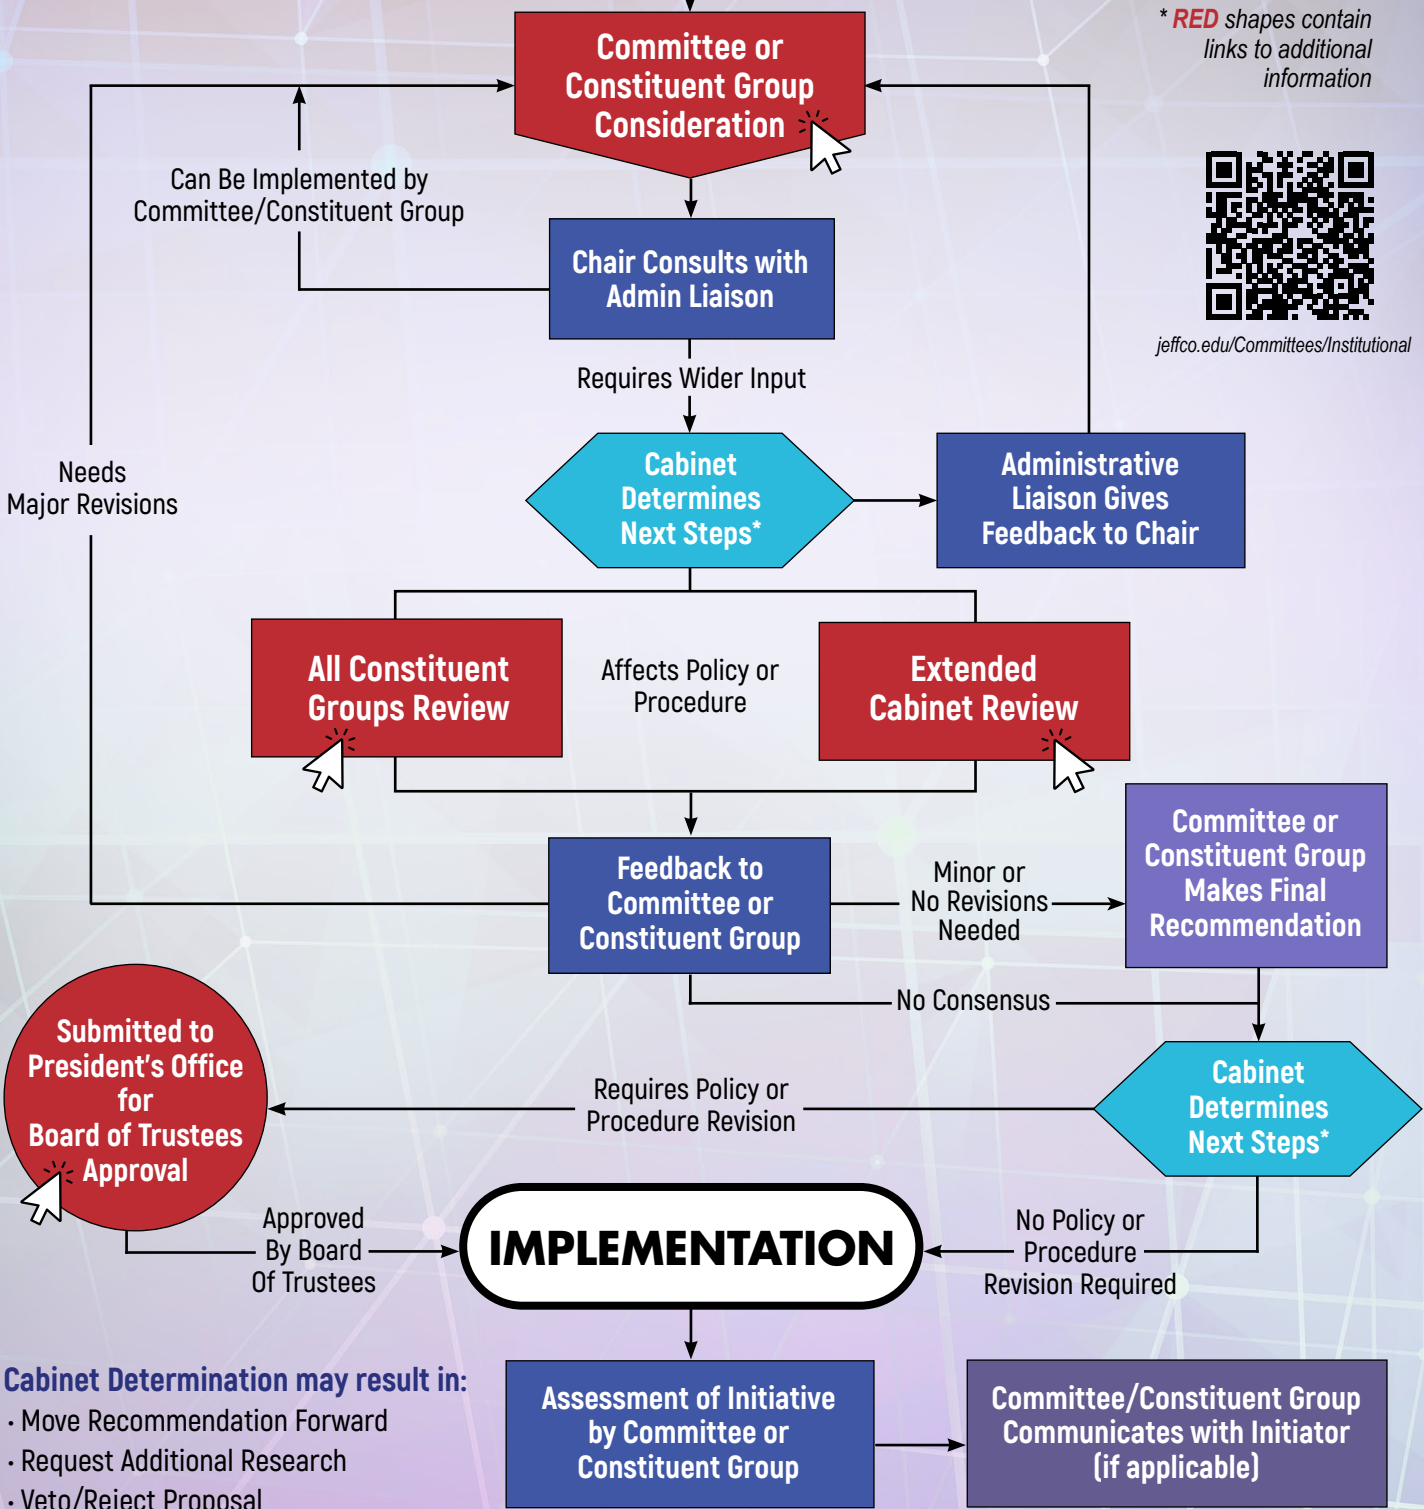 * RED shapes contain
links to additional
information
Committee or
Constituent Group
Consideration
jeffco.edu/Committees/Institutional
Can Be Implemented by
Committee/Constituent Group
Chair Consults with
Admin Liaison
Requires Wider Input
Needs
Major Revisions
Cabinet
Determines
Next Steps*
Administrative
Liaison Gives
Feedback to Chair
All Constituent
Groups Review
Affects Policy or
Procedure
Extended
Cabinet Review
Feedback to
Committee or
Constituent Group
Minor or
No Revisions
Needed
Committee or
Constituent Group
Makes Final
Recommendation
No Consensus
Submitted to
President's Office
for
Board of Trustees
Approval
Requires Policy or
Procedure Revision
Cabinet
Determines
Next Steps*
Approved
By Board
Of Trustees
IMPLEMENTATION
No Policy or
Procedure
Revision Required
Cabinet Determination may result in:
· Move Recommendation Forward
· Request Additional Research
· Veto/Reject Proposal
Assessment of Initiative
by Committee or
Constituent Group
Committee/Constituent Group
Communicates with Initiator
(if applicable)